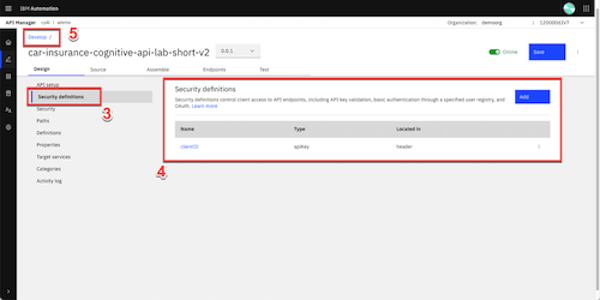 IBM Automation
API Manager
cp4i / admin
Organization: demoorg
Develop /
5
car-insurance-cognitive-api-lab-short-v2
0.0.1
Online
Save
Design
Source
Assemble
Endpoints
Test
API setup
Security definitions
3
Security
Paths
Definitions
Properties
Target services
Categories
Activity log
Security definitions
Security definitions control client access to API endpoints, including API key validation, basic authentication through a specified user registry, and
OAuth. Learn more
Add
Name
Type
Located In
clientID
apiKey
header
4